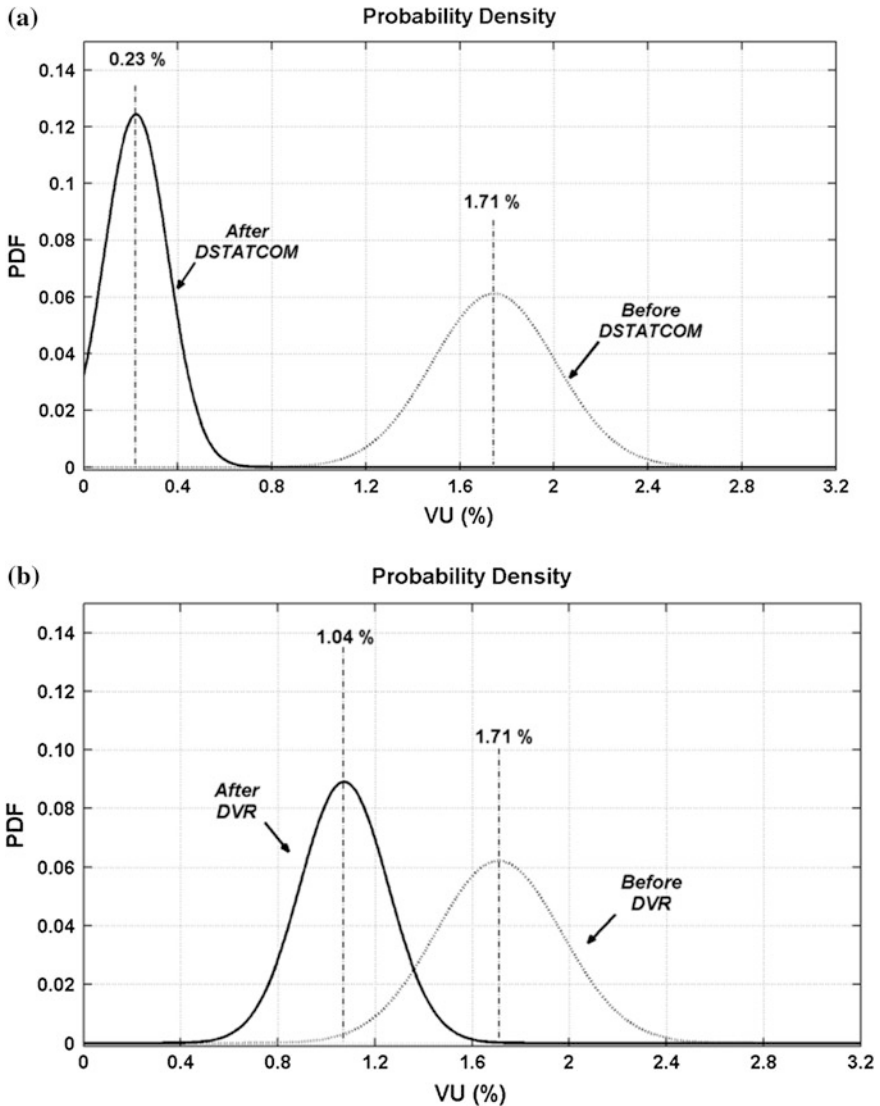 (a)
Probability Density
0.23 %
1.71 %
After
DSTATCOM
Before
DSTATCOM
PDF
0.14
0.12
0.1
0.08
0.06
0.04
0.02
0
0 0.4 0.8 1.2 1.6 2 2.4 2.8 3.2
VU (%)
(b)
Probability Density
1.04 %
1.71 %
After
DVR
Before
DVR
PDF
0.14
0.12
0.10
0.08
0.06
0.04
0.02
0
0 0.4 0.8 1.2 1.6 2 2.4 2.8 3.2
VU (%)